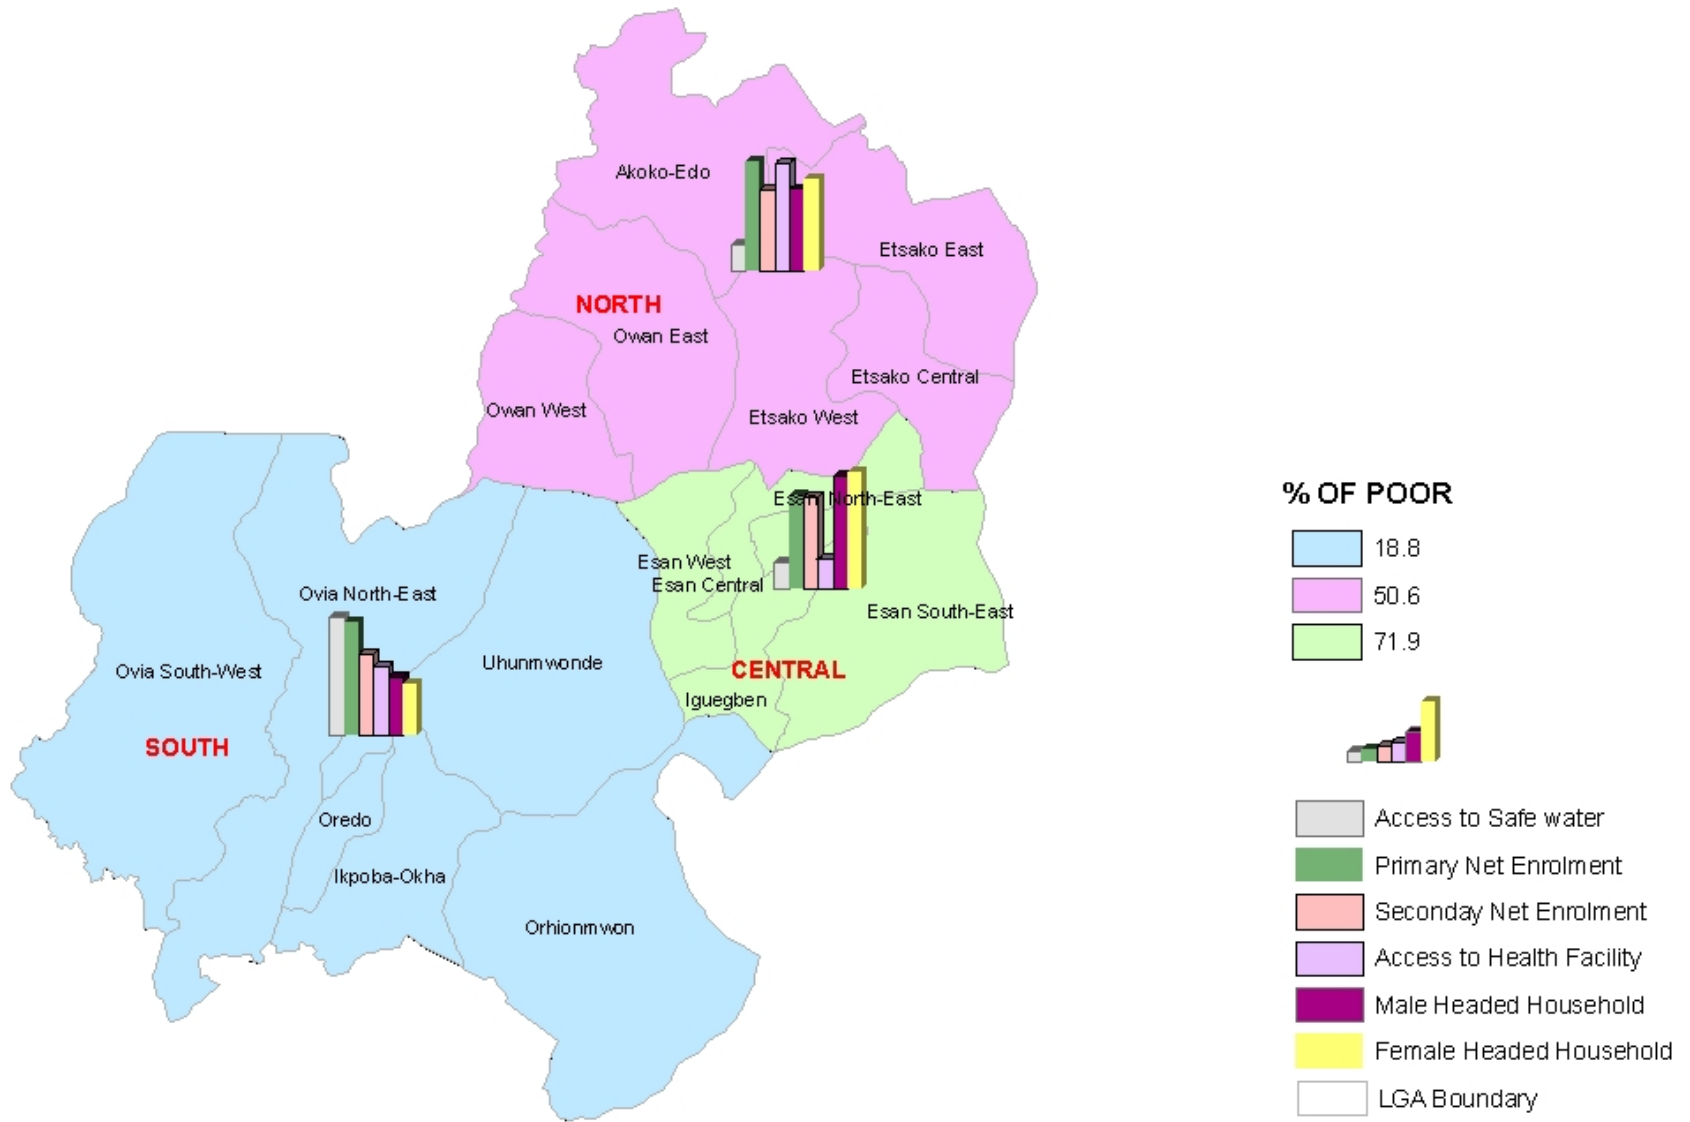 Akoko-Edo
Etsako East
NORTH
Owan East
Etsako Central
Owan West
Etsako West
Esan North-East
Esan West
Esan Central
Ovia North-East
Esan South-East
Uhunmwonde
Ovia South-West
CENTRAL
Iguegben
SOUTH
Oredo
Ikpoba-Okha
Orhionmwon
% OF POOR
18.8
50.6
71.9
Access to Safe water
Primary Net Enrolment
Seconday Net Enrolment
Access to Health Facility
Male Headed Household
Female Headed Household
LGA Boundary